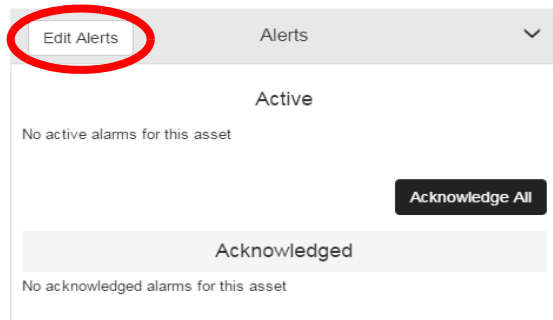 Edit Alerts Alerts
Active
No active alarms for this asset
Acknowledge All
Acknowledged
No acknowledged alarms for this asset